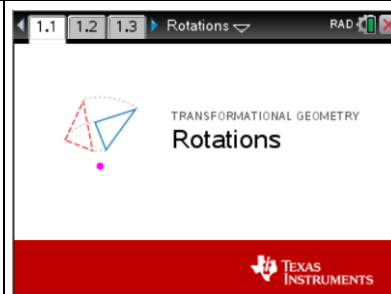 1.1 1.2 1.3 Rotations RAD
TRANSFORMATIONAL GEOMETRY
Rotations
TEXAS
INSTRUMENTS